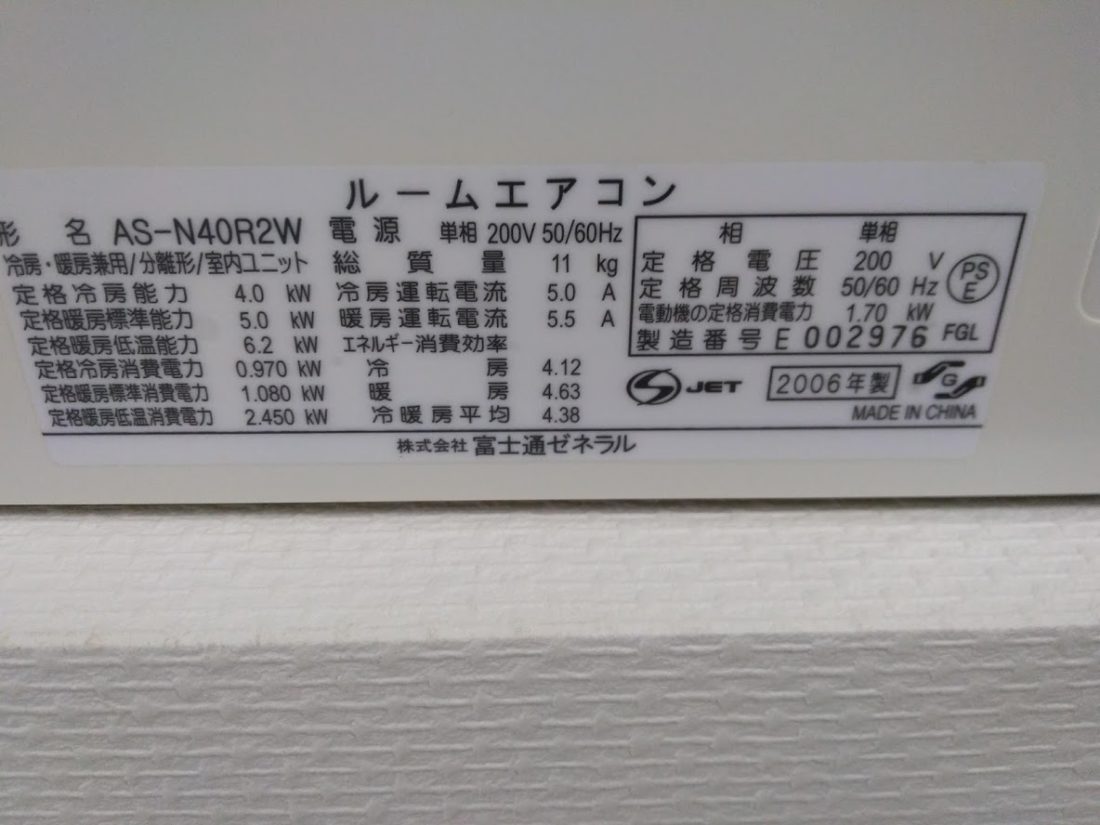 ルームエアコン
形 名 AS-N40R2W
冷房・暖房兼用/分離形/室内ユニット
定格冷房能力 4.0 kW
定格暖房標準能力 5.0 kW
定格暖房低温能力 6.2 kW
定格冷房消費電力 0.970 kW
定格暖房標準消費電力 1.080 kW
定格暖房低温消費電力 2.450 kW
電源 単相 200V 50/60Hz
総質量 11 kg
冷房運転電流 5.0 A
暖房運転電流 5.5 A
エネルギー消費効率
冷房 4.12
暖房 4.63
冷暖房平均 4.38
相 単相
定格電圧 200 V
定格周波数 50/60 Hz
電動機の定格消費電力 1.70 kW
製造番号 E 002976 FGL
PS
E
S JET
2006年製
G
MADE IN CHINA
株式会社 富士通ゼネラル